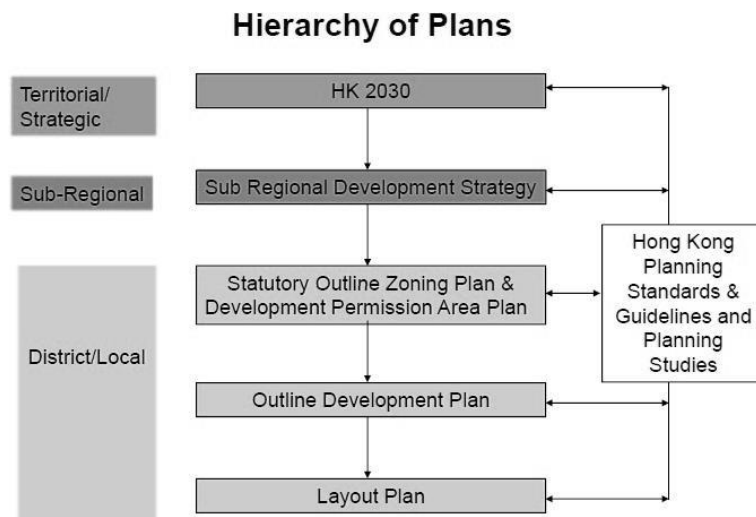 Hierarchy of Plans
Territorial/
Strategic
HK 2030
Sub-Regional
Sub Regional Development Strategy
Hong Kong
Planning
Standards &
Guidelines and
Planning
Studies
District/Local
Statutory Outline Zoning Plan &
Development Permission Area Plan
Outline Development Plan
Layout Plan